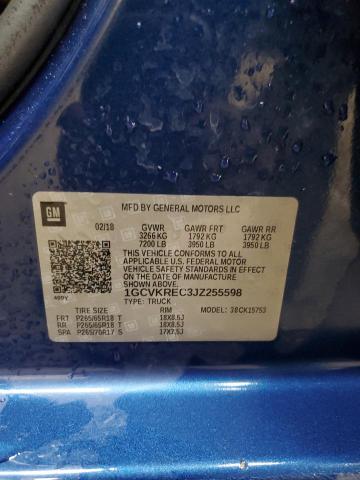 GM
MFD BY GENERAL MOTORS LLC
02/18 GVWR GAWR FRT GAWR RR
3266 KG 1792 KG 1792 KG
7200 LB 3950 LB 3950 LB
THIS VEHICLE CONFORMS TO ALL
APPLICABLE U.S. FEDERAL MOTOR
VEHICLE SAFETY AND THEFT PREVENTION
STANDARDS IN EFFECT ON THE DATE
OF MANUFACTURE
SHOWN ABOVE.
1GCVKREC3JZ255598
TYPE: TRUCK
TIRE SIZE RIM MODEL: 38CK15753
FRT P265/65R18 T 18X8.5J
RR P265/65R18 T 18X8.5J
SPA P265/70R17 S 17X7.5J